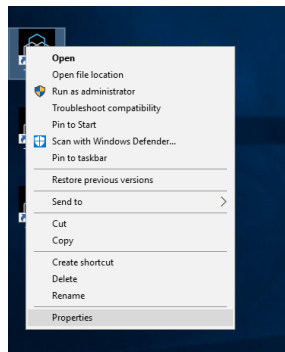 Open
Open file location
Run as administrator
Troubleshoot compatibility
Pin to Start
Scan with Windows Defender...
Pin to taskbar
Restore previous versions
Send to
Cut
Copy
Create shortcut
Delete
Rename
Properties